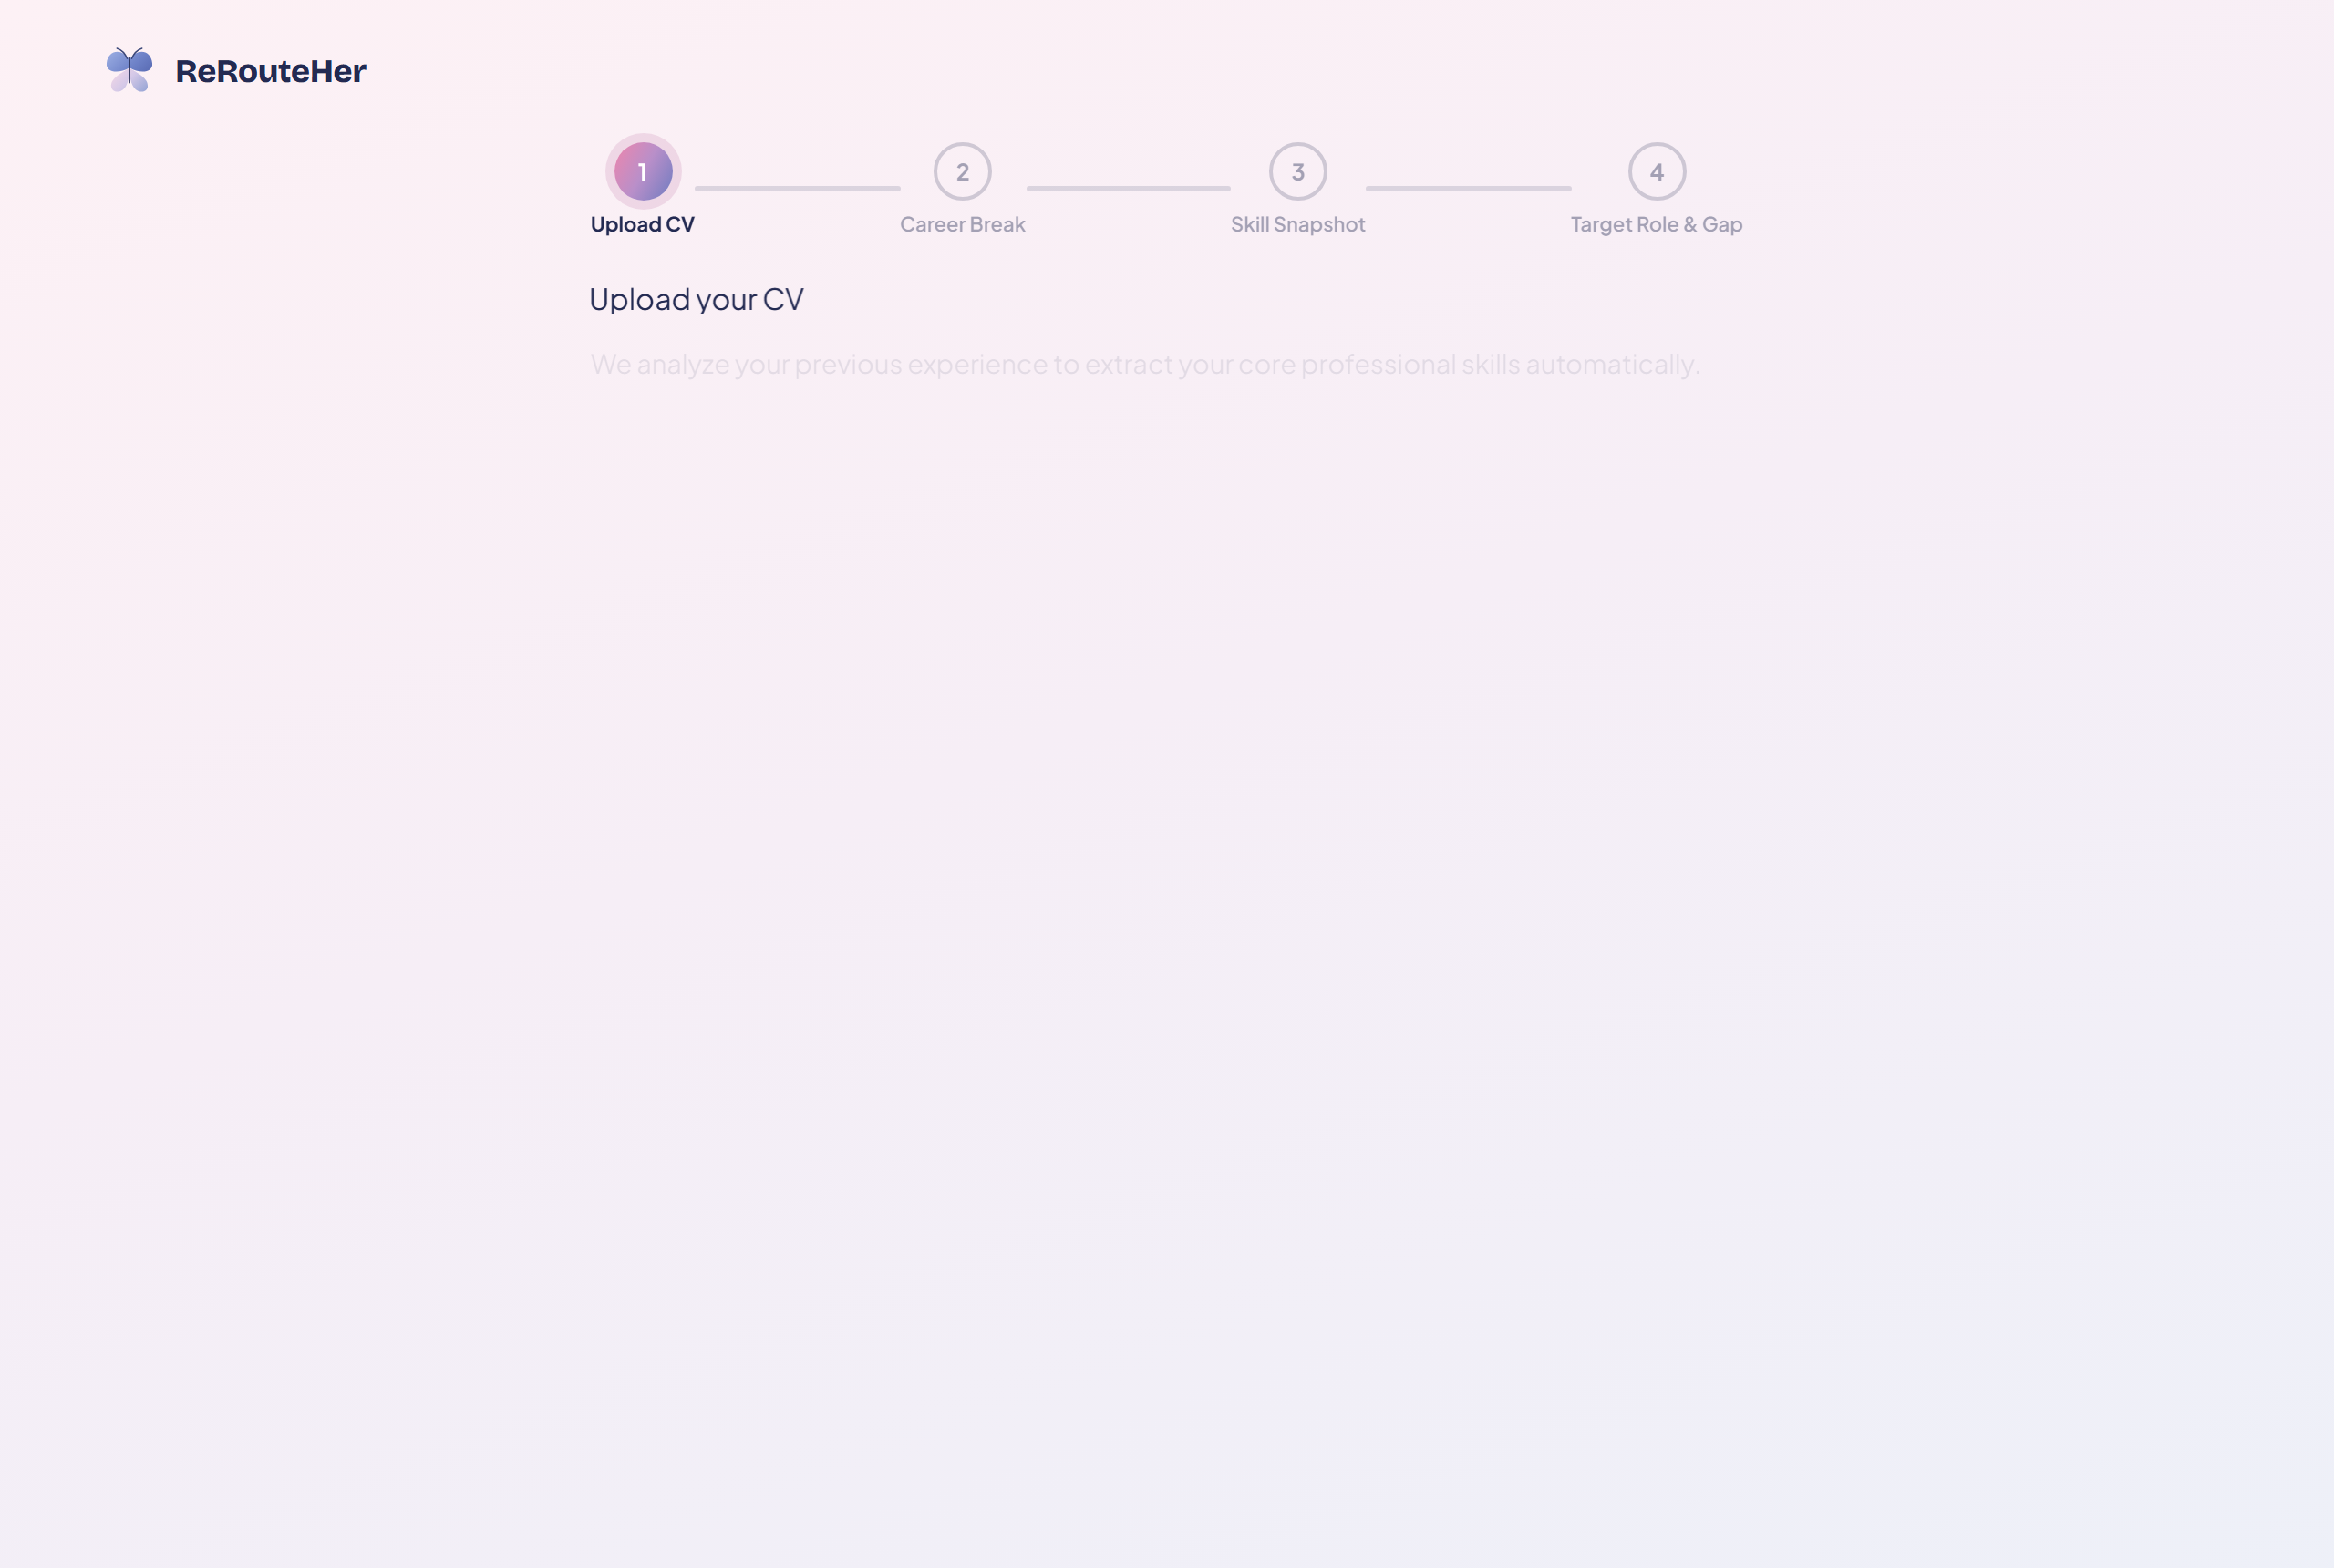 ReRouteHer
1
2
3
4
Upload CV
Career Break
Skill Snapshot
Target Role & Gap
Upload your CV
We analyze your previous experience to extract your core professional skills automatically.